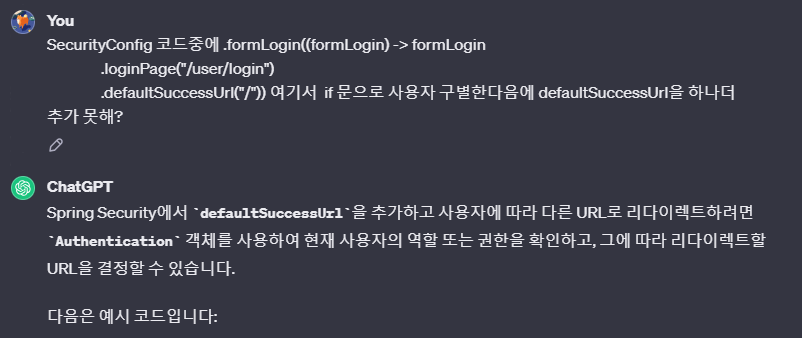 You
SecurityConfig 코드중에 .formLogin((formLogin) -> formLogin
.loginPage("/user/login")
.defaultSuccessUrl("/")) 여기서 if 문으로 사용자 구별한다음에 defaultSuccessUrl을 하나더
추가 못해?
ChatGPT
Spring Security에서 `defaultSuccessUrl`을 추가하고 사용자에 따라 다른 URL로 리다이렉트하려면
`Authentication` 객체를 사용하여 현재 사용자의 역할 또는 권한을 확인하고, 그에 따라 리다이렉트할
URL을 결정할 수 있습니다.
다음은 예시 코드입니다: